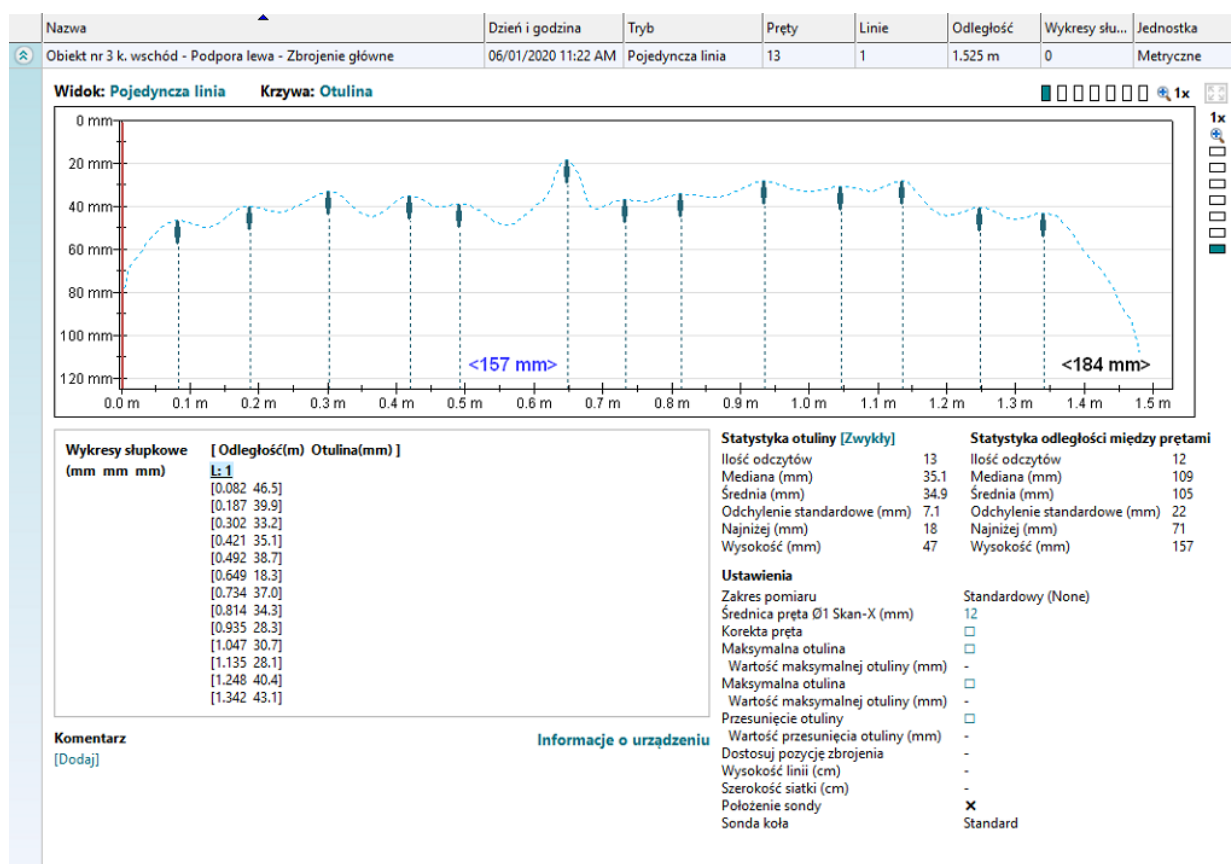 Nazwa Dzień i godzina Tryb Pręty Linie Odległość Wykresy słu... Jednostka
Obiekt nr 3 k. wschód - Podpora lewa - Zbrojenie główne 06/01/2020 11:22 AM Pojedyncza linia 13 1 1.525 m 0 Metryczne
Widok: Pojedyncza linia Krzywa: Otulina 1x
1x
0 mm
20 mm
40 mm
60 mm
80 mm
100 mm
120 mm
<157 mm> <184 mm>
0.0 m 0.1 m 0.2 m 0.3 m 0.4 m 0.5 m 0.6 m 0.7 m 0.8 m 0.9 m 1.0 m 1.1 m 1.2 m 1.3 m 1.4 m 1.5 m
Wykresy słupkowe
(mm mm mm)
[ Odległość(m) Otulina(mm) ]
L: 1
[0.082 46.5]
[0.187 39.9]
[0.302 33.2]
[0.421 35.1]
[0.492 38.7]
[0.649 18.3]
[0.734 37.0]
[0.814 34.3]
[0.935 28.3]
[1.047 30.7]
[1.135 28.1]
[1.248 40.4]
[1.342 43.1]
Komentarz
[Dodaj]
Informacje o urządzeniu
Statystyka otuliny [Zwykły]
Ilość odczytów 13
Mediana (mm) 35.1
Średnia (mm) 34.9
Odchylenie standardowe (mm) 7.1
Najniżej (mm) 18
Wysokość (mm) 47
Statystyka odległości między prętami
Ilość odczytów 12
Mediana (mm) 109
Średnia (mm) 105
Odchylenie standardowe (mm) 22
Najniżej (mm) 71
Wysokość (mm) 157
Ustawienia
Zakres pomiaru Standardowy (None)
Średnica pręta Ø1 Skan-X (mm) 12
Korekta pręta
Maksymalna otulina
Wartość maksymalnej otuliny (mm) -
Maksymalna otulina
Wartość maksymalnej otuliny (mm) -
Przesunięcie otuliny
Wartość przesunięcia otuliny (mm) -
Dostosuj pozycję zbrojenia -
Wysokość linii (cm) -
Szerokość siatki (cm) -
Położenie sondy
Sonda koła Standard